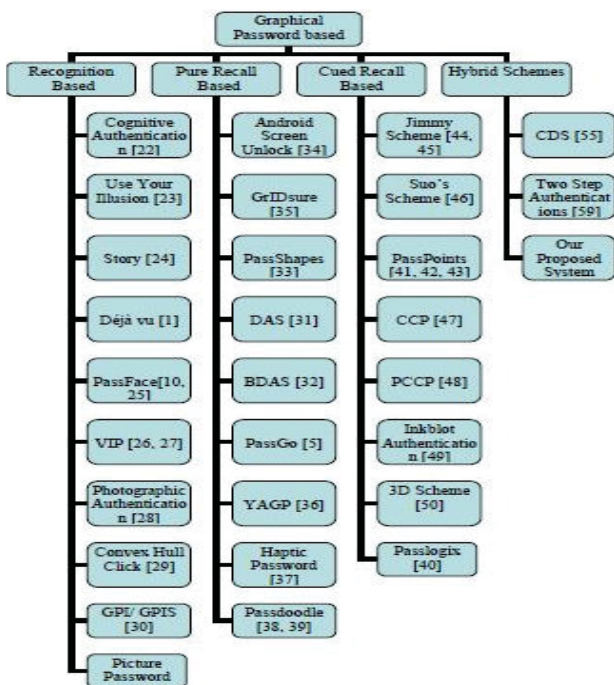 Graphical
Password based
Recognition
Based
Pure Recall
Based
Cued Recall
Based
Hybrid Schemes
Cognitive
Authenticatio
n [22]
Use Your
Illusion [23]
Story [24]
Déjà vu [1]
PassFace[10,
25]
VIP [26, 27]
Photographic
Authentication
n [28]
Convex Hull
Click [29]
GPI/ GPIS
[30]
Picture
Password
Android
Screen
Unlock [34]
GrIDsure
[35]
PassShapes
[33]
DAS [31]
BDAS [32]
PassGo [5]
YAGP [36]
Haptic
Password
[37]
Passdoodle
[38, 39]
Jimmy
Scheme [44,
45]
Suo's
Scheme [46]
PassPoints
[41, 42, 43]
CCP [47]
PCCP [48]
Inkblot
Authenticatio
n [49]
3D Scheme
[50]
Passlogix
[40]
CDS [55]
Two Step
Authenticat
ions [59]
Our
Proposed
System